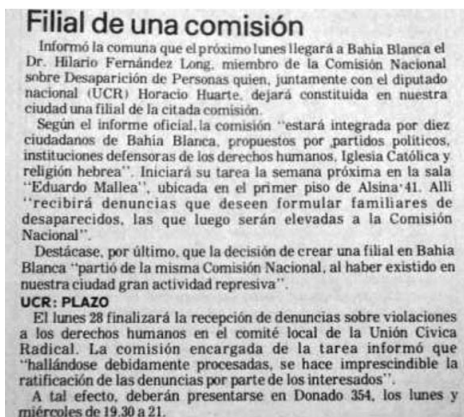 Filial de una comisión
Informó la comuna que el próximo lunes llegará a Bahía Blanca el
Dr. Hilario Fernández Long, miembro de la Comisión Nacional
sobre Desaparición de Personas quien, juntamente con el diputado
nacional (UCR) Horacio Huarte, dejará constituida en nuestra
ciudad una filial de la citada comisión.
Según el informe oficial, la comisión "estará integrada por diez
ciudadanos de Bahía Blanca, propuestos por partidos políticos,
instituciones defensoras de los derechos humanos, Iglesia Católica y
religión hebrea". Iniciará su tarea la semana próxima en la sala
"Eduardo Mallea", ubicada en el primer piso de Alsina 41. Allí
"recibirá denuncias que deseen formular familiares de
desaparecidos, las que luego serán elevadas a la Comisión
Nacional".
Destácase, por último, que la decisión de crear una filial en Bahía
Blanca "partió de la misma Comisión Nacional, al haber existido en
nuestra ciudad gran actividad represiva".
UCR: PLAZO
El lunes 28 finalizará la recepción de denuncias sobre violaciones
a los derechos humanos en el comité local de la Unión Cívica
Radical. La comisión encargada de la tarea informó que
"hallándose debidamente procesadas, se hace imprescindible la
ratificación de las denuncias por parte de los interesados".
A tal efecto, deberán presentarse en Donado 354, los lunes y
miércoles de 19.30 a 21.